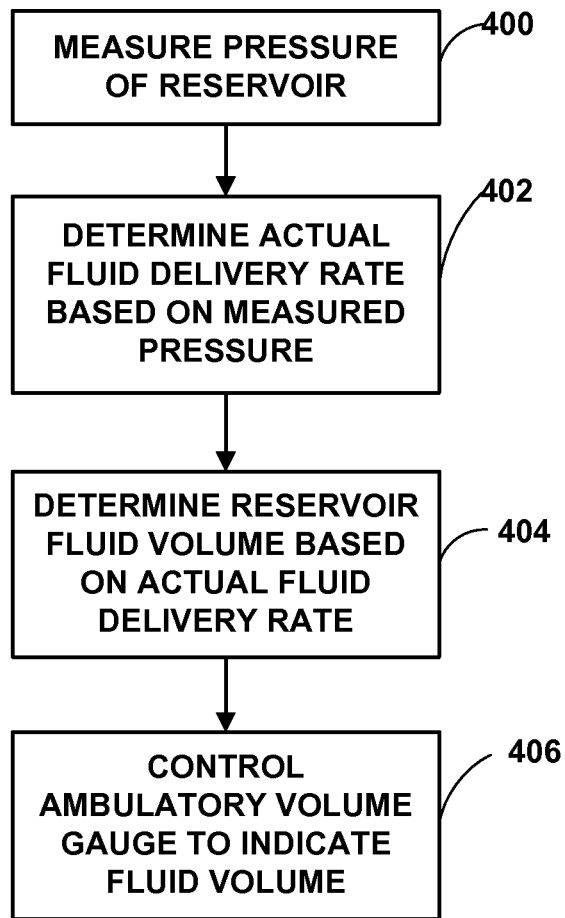 400
MEASURE PRESSURE
OF RESERVOIR
402
DETERMINE ACTUAL
FLUID DELIVERY RATE
BASED ON MEASURED
PRESSURE
DETERMINE RESERVOIR
FLUID VOLUME BASED
ON ACTUAL FLUID
DELIVERY RATE
404
CONTROL
AMBULATORY VOLUME
GAUGE TO INDICATE
FLUID VOLUME
406